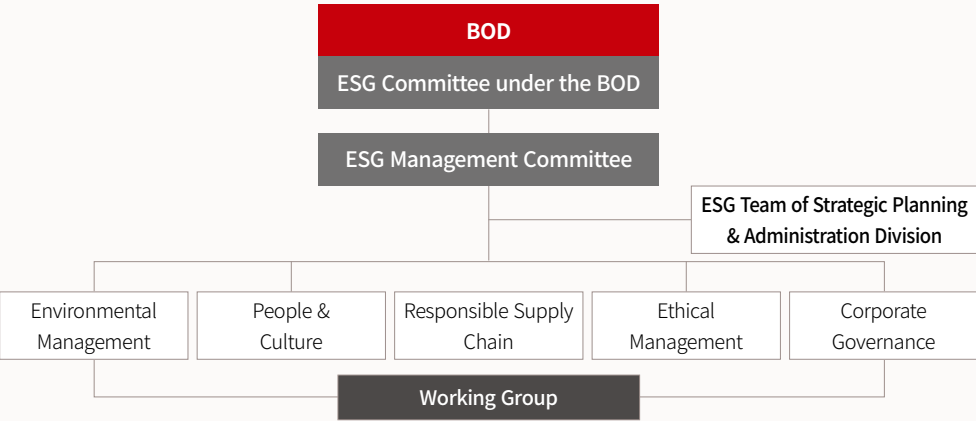 BOD
ESG Committee under the BOD
ESG Management Committee
ESG Team of Strategic Planning
& Administration Division
Environmental
Management
People &
Culture
Responsible Supply
Chain
Ethical
Management
Corporate
Governance
Working Group